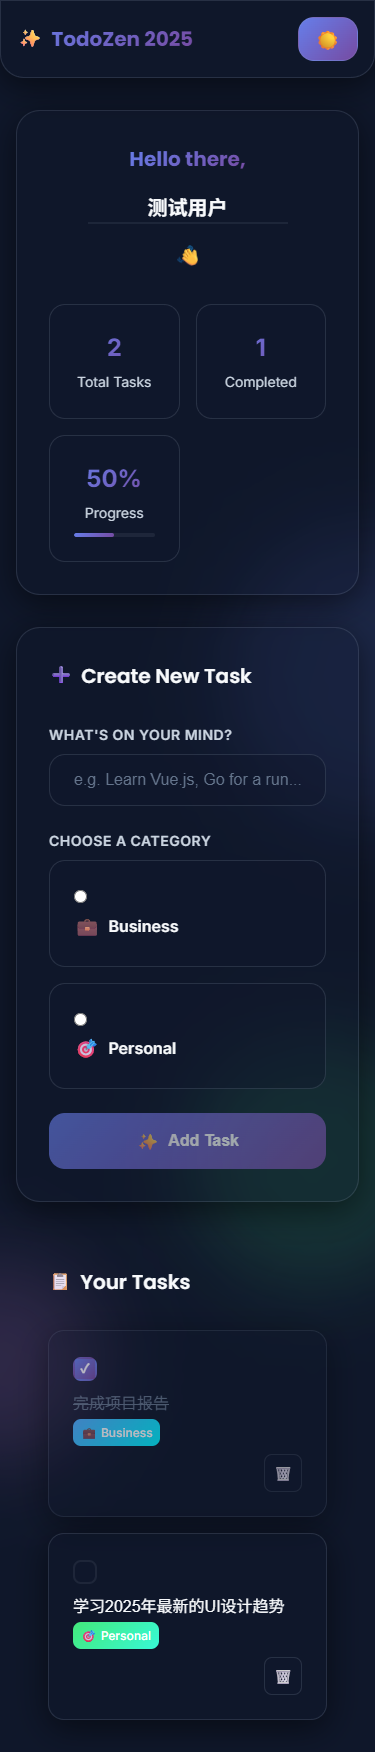 ✨ TodoZen 2025
Hello there,
测试用户
👋
2
Total Tasks
1
Completed
50%
Progress
Create New Task
WHAT'S ON YOUR MIND?
e.g. Learn Vue.js, Go for a run...
CHOOSE A CATEGORY
💼 Business
🎯 Personal
✨ Add Task
📋 Your Tasks
完成项目报告
💼 Business
学习2025年最新的UI设计趋势
🎯 Personal